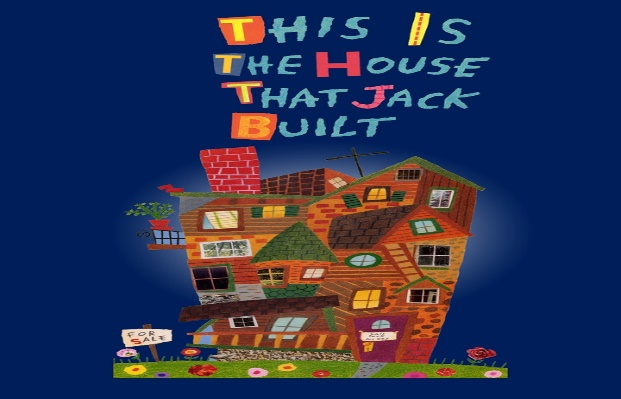 THIS IS
THE HOUSE
THAT JACK
BUILT
FOR
SALE